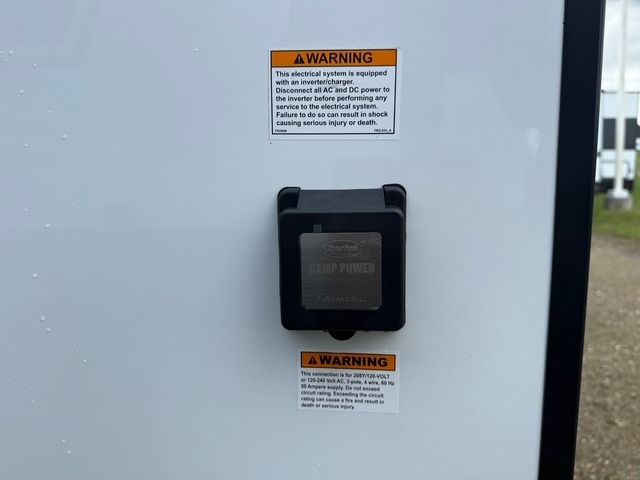 WARNING
This electrical system is equipped
with an inverter/charger.
Disconnect all AC and DC power to
the inverter before performing any
service to the electrical system.
Failure to do so can result in shock
causing serious injury or death.
CAMP POWER
TURN AND PULL
WARNING
This connection is for 208Y/120-VOLT
or 120-240 Volt AC, 3-pole, 4 wire, 60 Hz
50 Ampere supply. Do not exceed
circuit rating. Exceeding the circuit
rating can cause a fire and result in
death or serious injury.